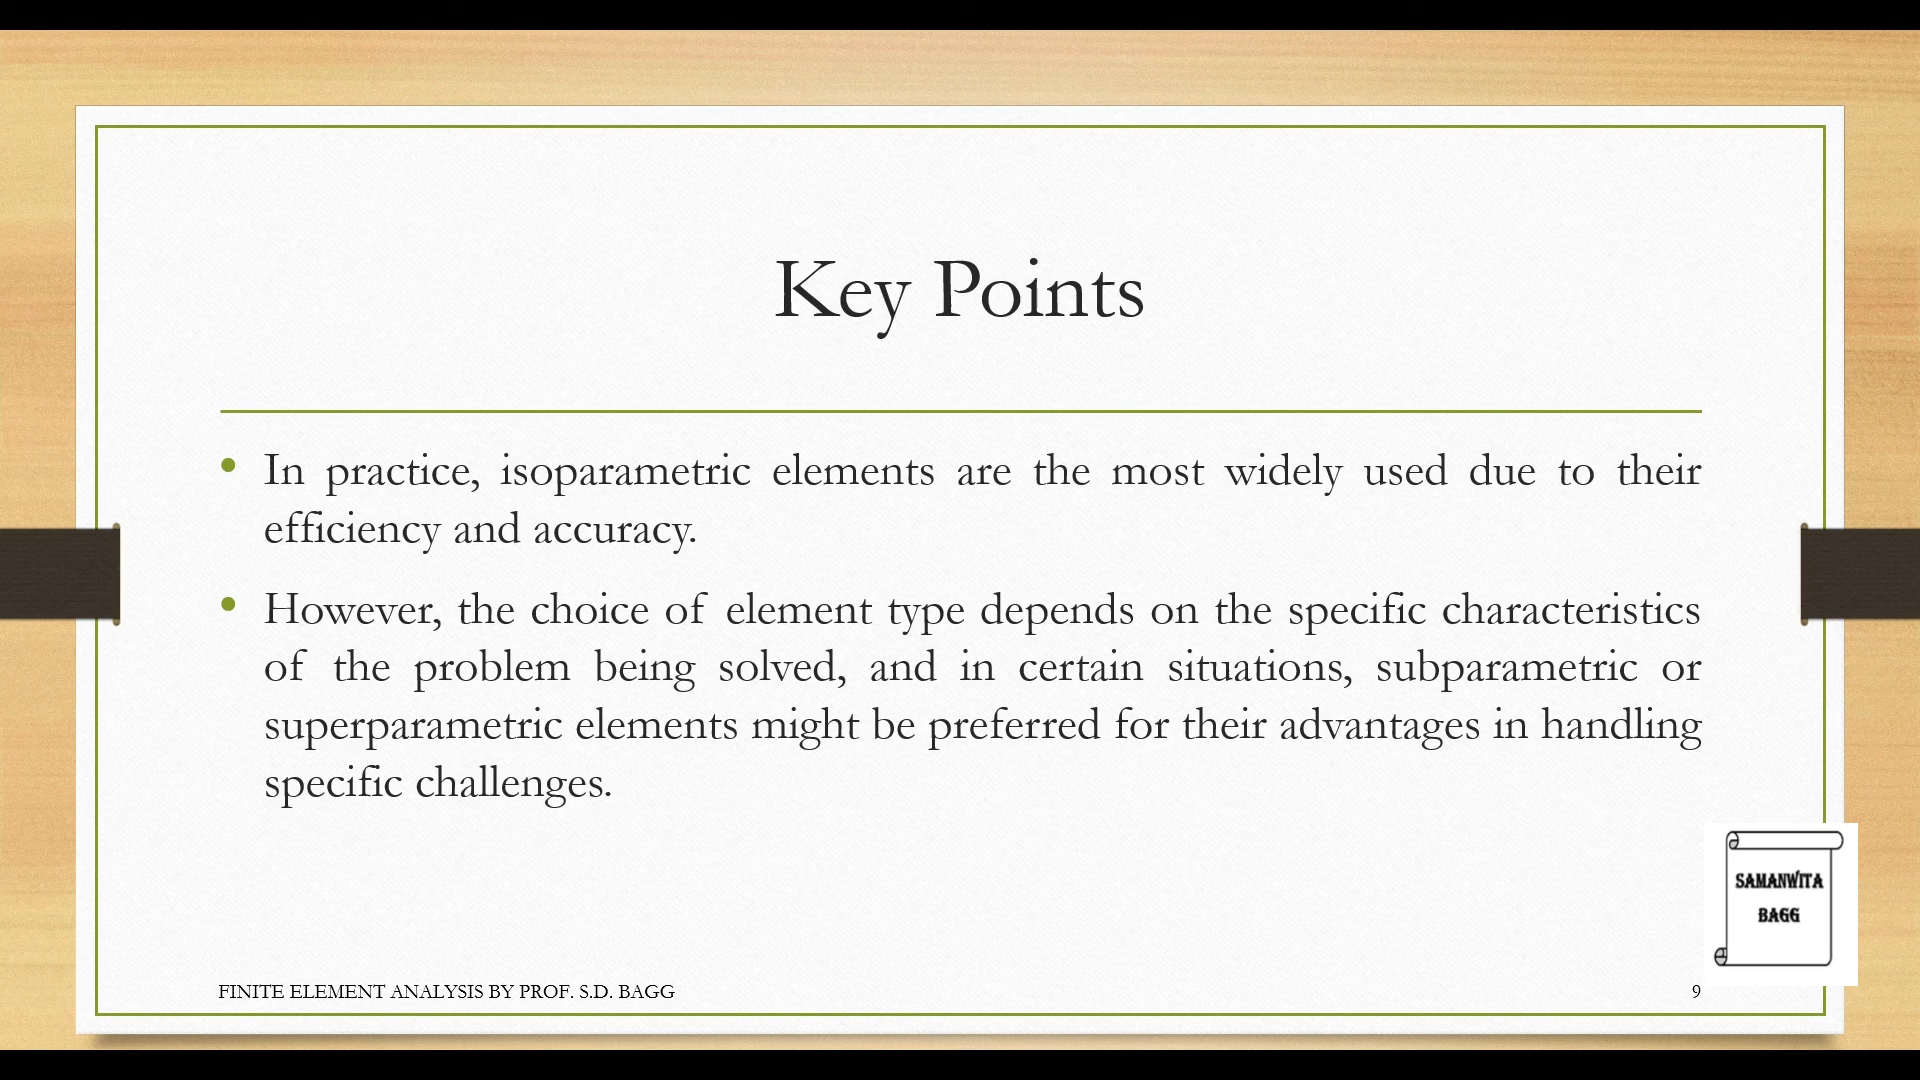 Key Points
• In practice, isoparametric elements are the most widely used due to their
efficiency and accuracy.
• However, the choice of element type depends on the specific characteristics
of the problem being solved, and in certain situations, subparametric or
superparametric elements might be preferred for their advantages in handling
specific challenges.
SAMANWITA
BAGG
FINITE ELEMENT ANALYSIS BY PROF. S.D. BAGG
9